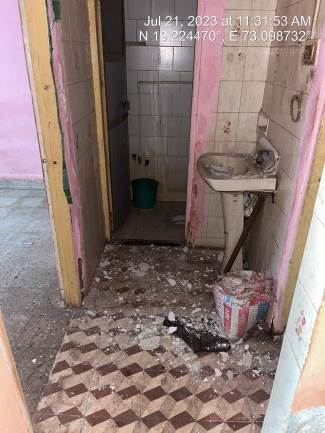 Jul 21, 2023 at 11:31:53 AM
N 19.224470°, E 73.098732°